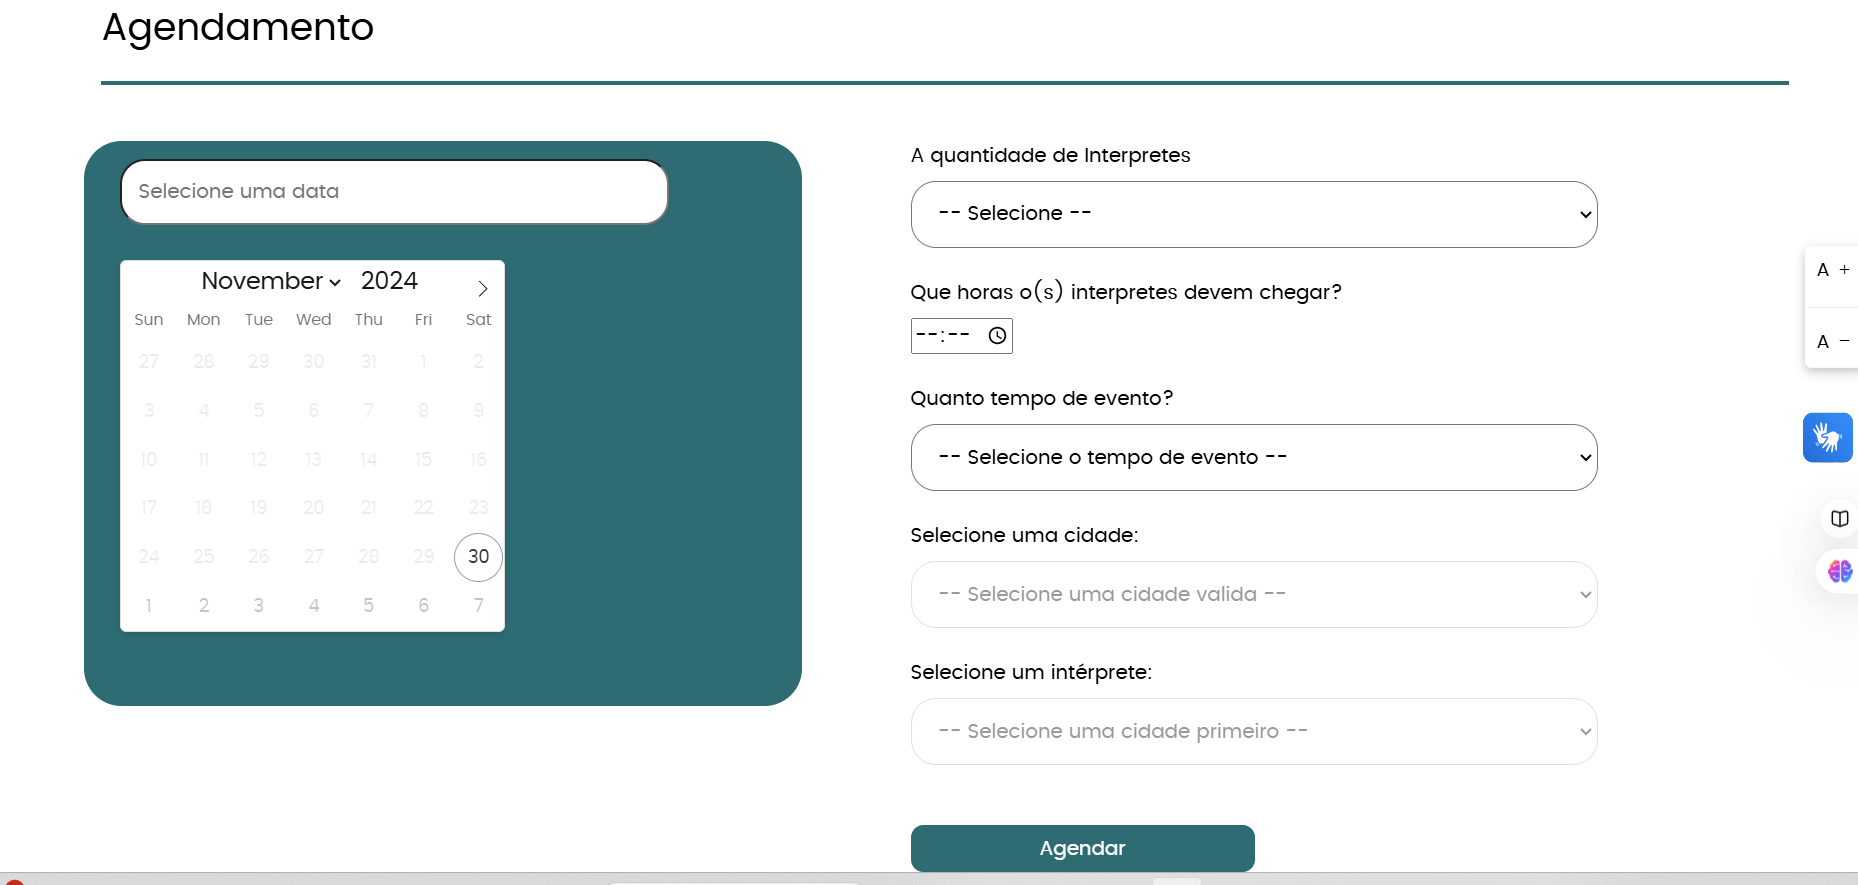 Agendamento
Selecione uma data
November 2024
Sun Mon Tue Wed Thu Fri Sat
27 28 29 30 31 1 2
3 4 5 6 7 8 9
10 11 12 13 14 15 16
17 18 19 20 21 22 23
24 25 26 27 28 29 30
1 2 3 4 5 6 7
A quantidade de Interpretes
-- Selecione --
Que horas o(s) interpretes devem chegar?
--:--
Quanto tempo de evento?
-- Selecione o tempo de evento --
Selecione uma cidade:
-- Selecione uma cidade valida --
Selecione um intérprete:
-- Selecione uma cidade primeiro --
Agendar
A +
A -